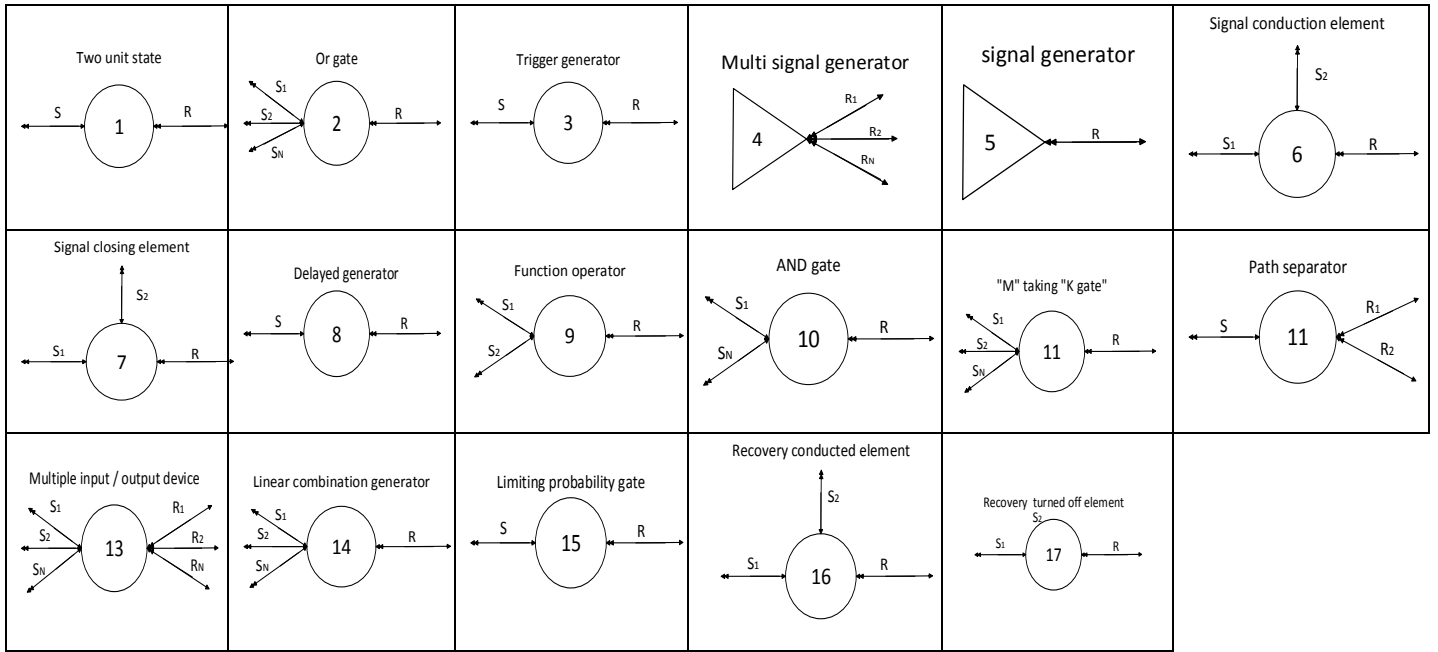 Two unit state
S
1
R
Or gate
S1
S2
SN
2
R
Trigger generator
S
3
R
Multi signal generator
4
R1
R2
RN
signal generator
5
R
Signal conduction element
S2
S1
6
R
Signal closing element
S2
S1
7
R
Delayed generator
S
8
R
Function operator
S1
S2
9
R
AND gate
S1
SN
10
R
"M" taking "K gate"
S1
S2
SN
11
R
Path separator
S
11
R1
R2
Multiple input / output device
S1
S2
SN
13
R1
R2
RN
Linear combination generator
S1
S2
SN
14
R
Limiting probability gate
S
15
R
Recovery conducted element
S2
S1
16
R
Recovery turned off element
S2
S1
17
R